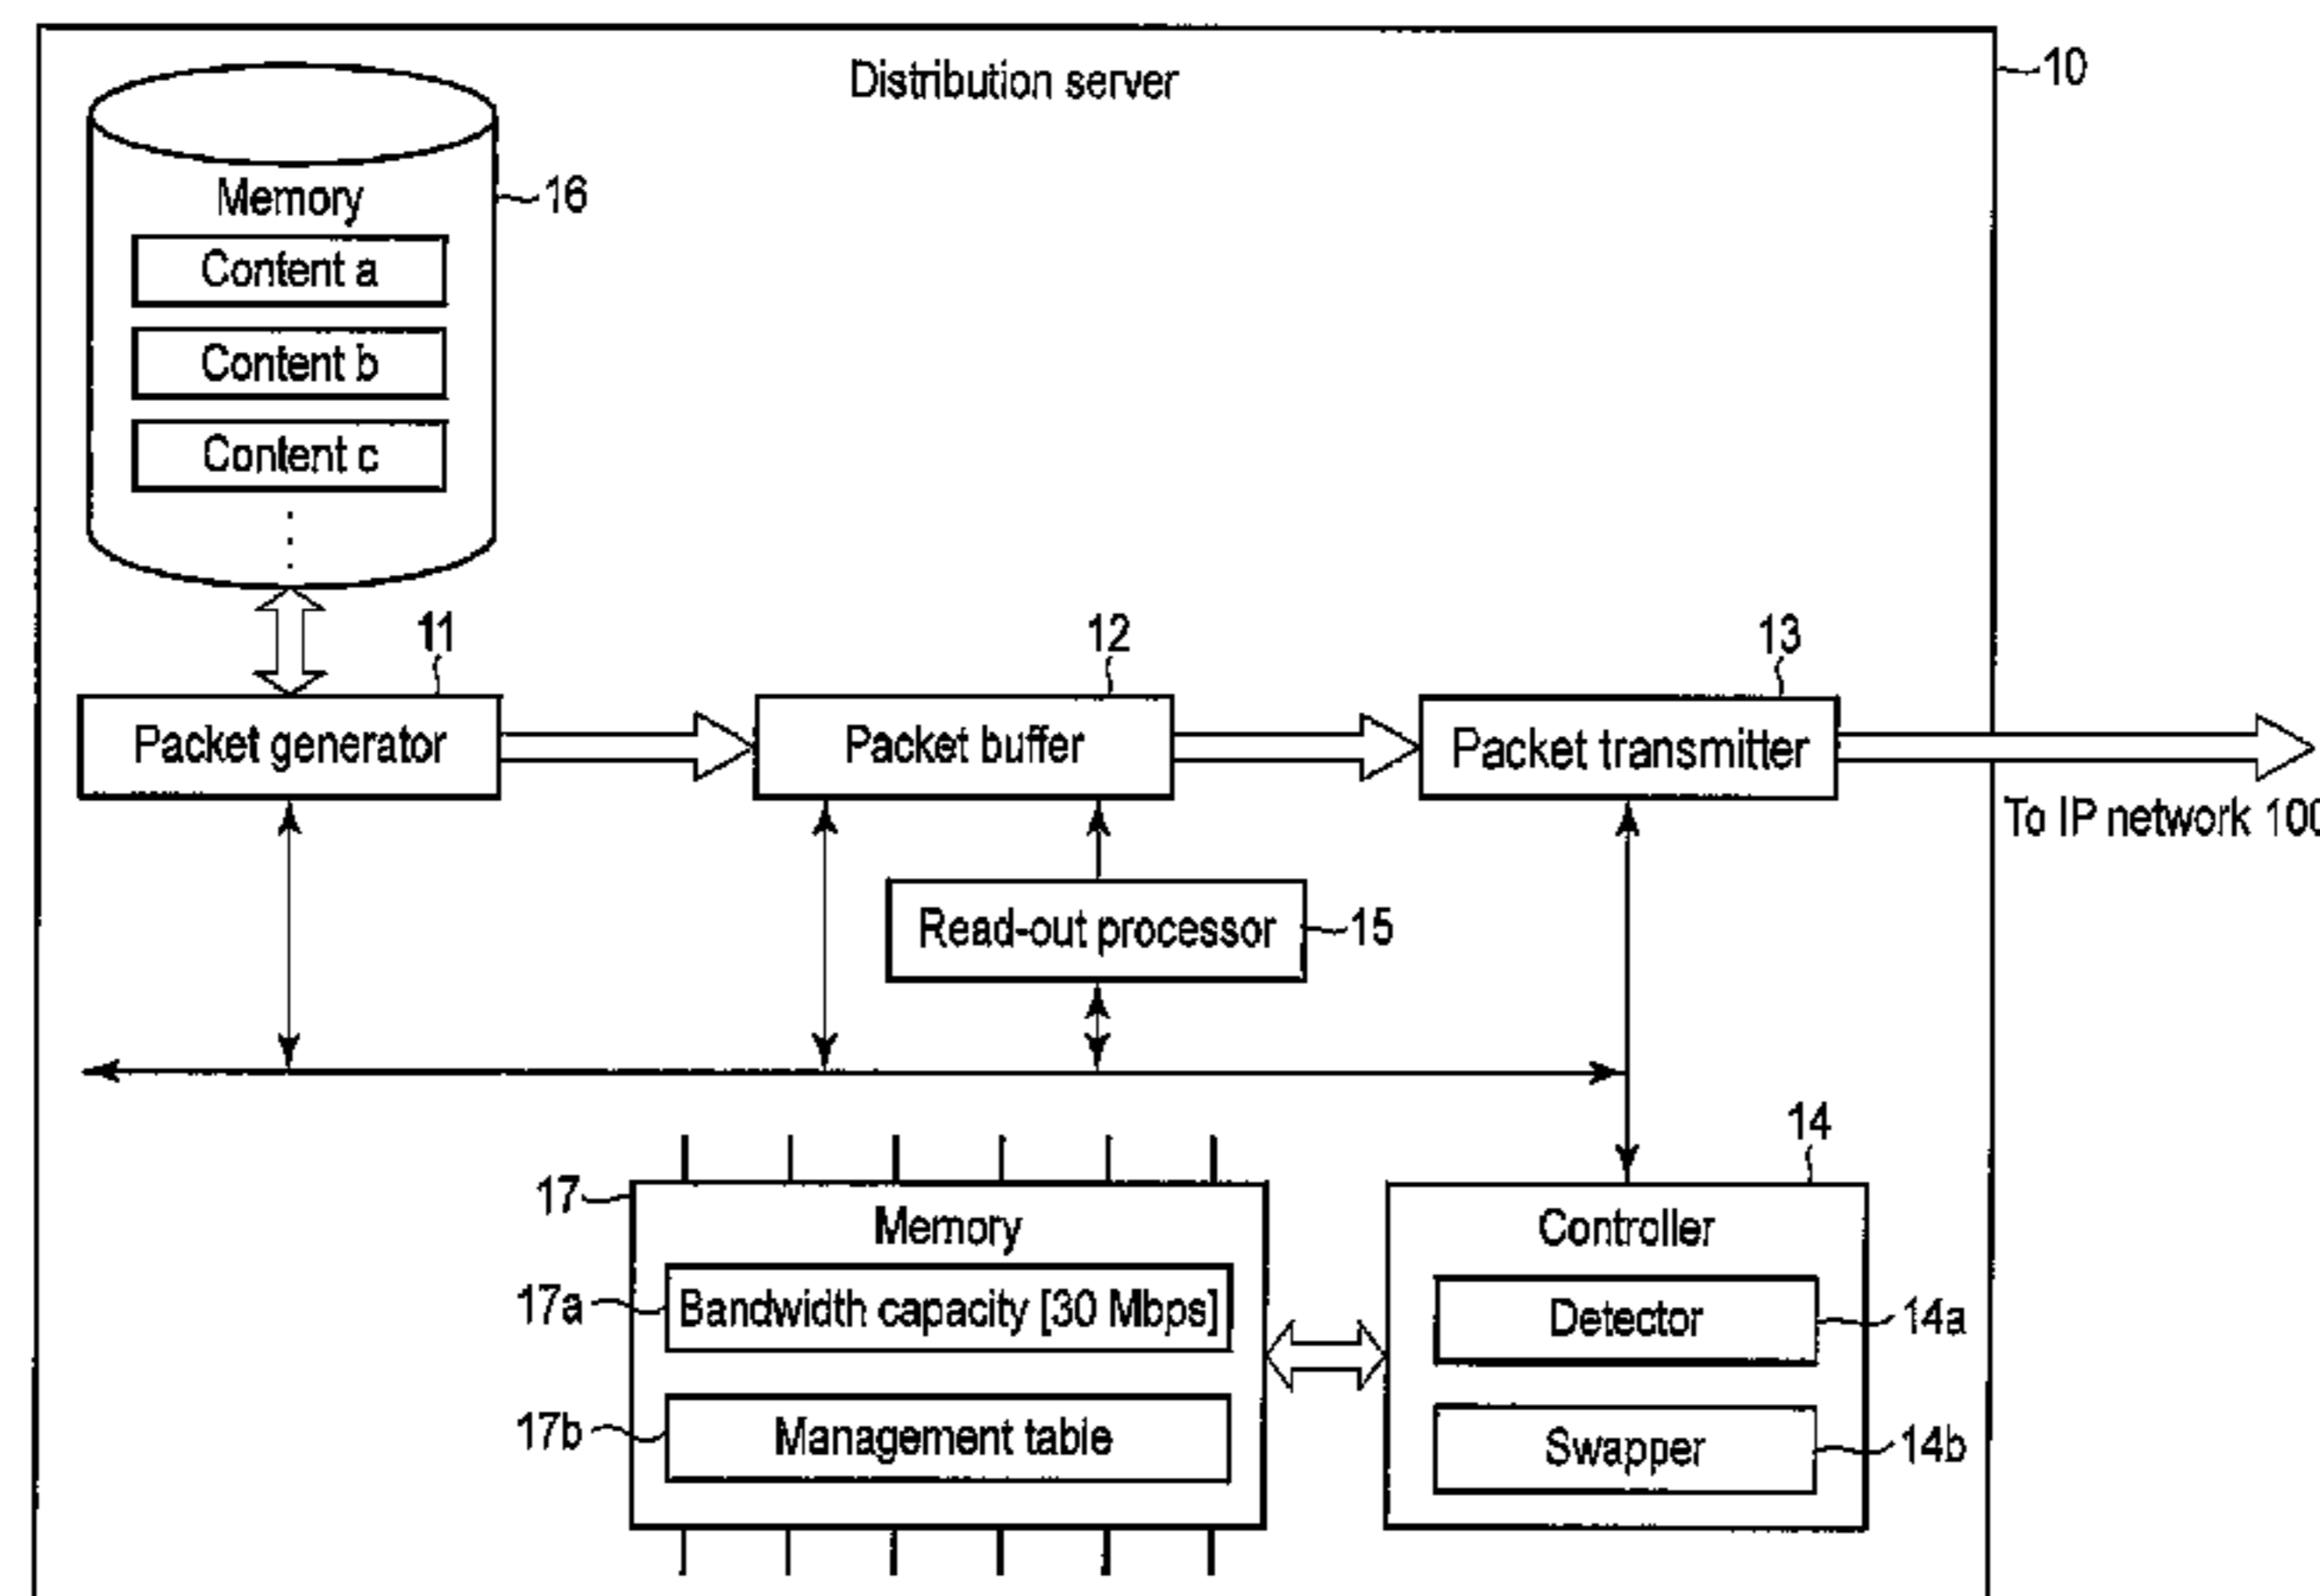 Distribution server
10
Memory
16
Content a
Content b
Content c
11
12
13
Packet generator
Packet buffer
Packet transmitter
To IP network 100
Read-out processor
15
14
17
Memory
Controller
17a
Bandwidth capacity [30 Mbps]
Detector
14a
17b
Management table
Swapper
14b